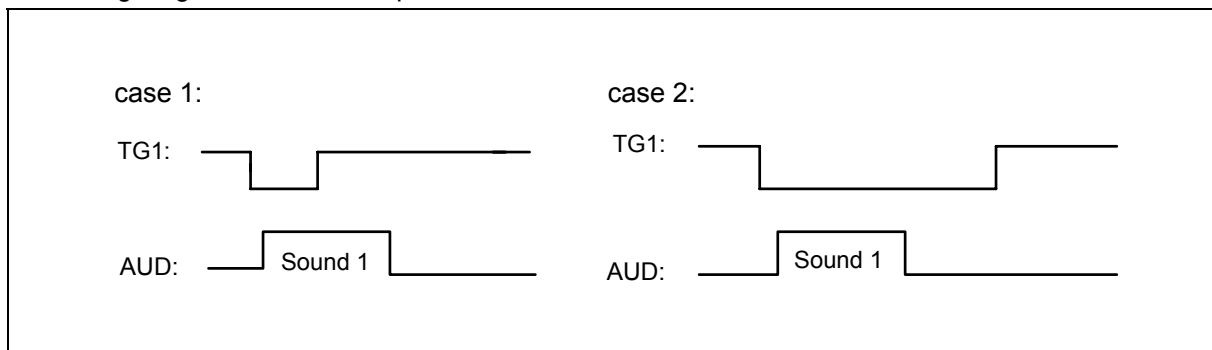 case 1: case 2:
TG1: TG1:
AUD: Sound 1 AUD: Sound 1